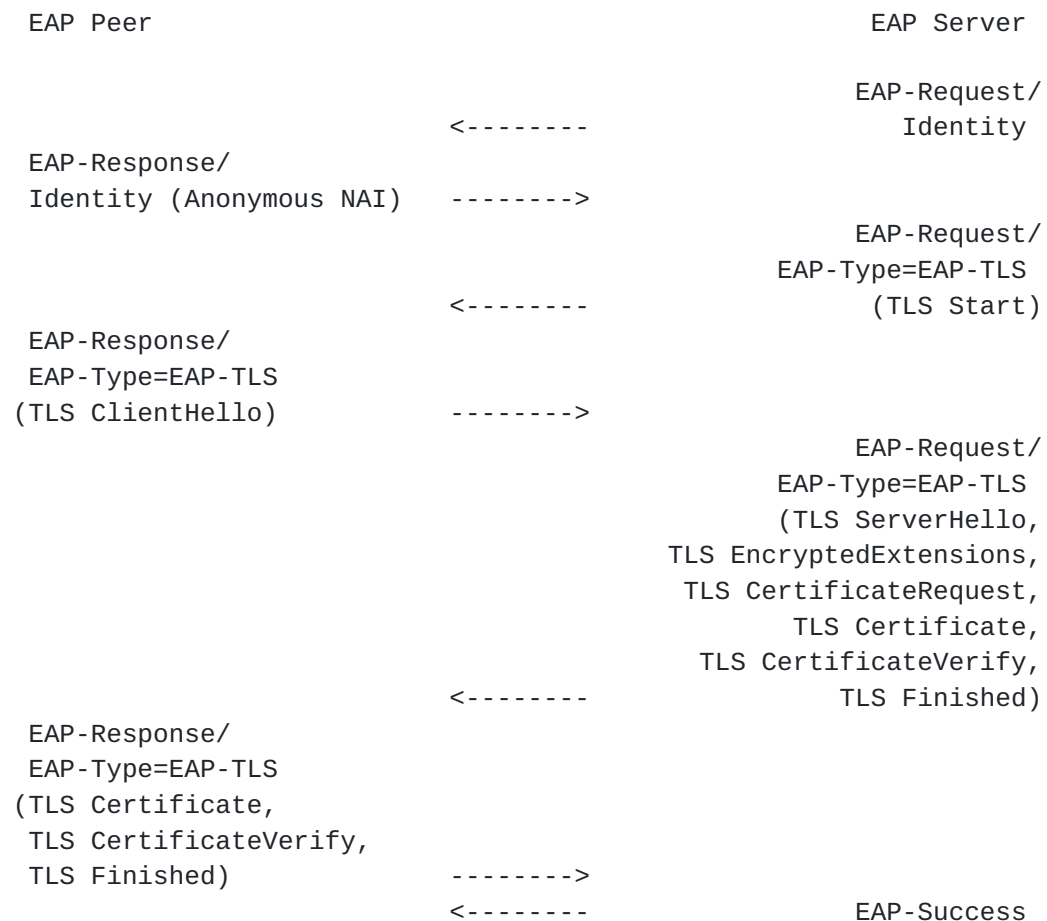 EAP Peer                                              EAP Server

                                                     EAP-Request/
                           <--------                    Identity
EAP-Response/
Identity (Anonymous NAI)   -------->
                                                     EAP-Request/
                                                EAP-Type=EAP-TLS
                           <--------                  (TLS Start)
EAP-Response/
EAP-Type=EAP-TLS
(TLS ClientHello)           -------->
                                                     EAP-Request/
                                                EAP-Type=EAP-TLS
                                                (TLS ServerHello,
                                         TLS EncryptedExtensions,
                                          TLS CertificateRequest,
                                                 TLS Certificate,
                                           TLS CertificateVerify,
                           <--------                TLS Finished)
EAP-Response/
EAP-Type=EAP-TLS
(TLS Certificate,
TLS CertificateVerify,
TLS Finished)              -------->
                           <--------                 EAP-Success